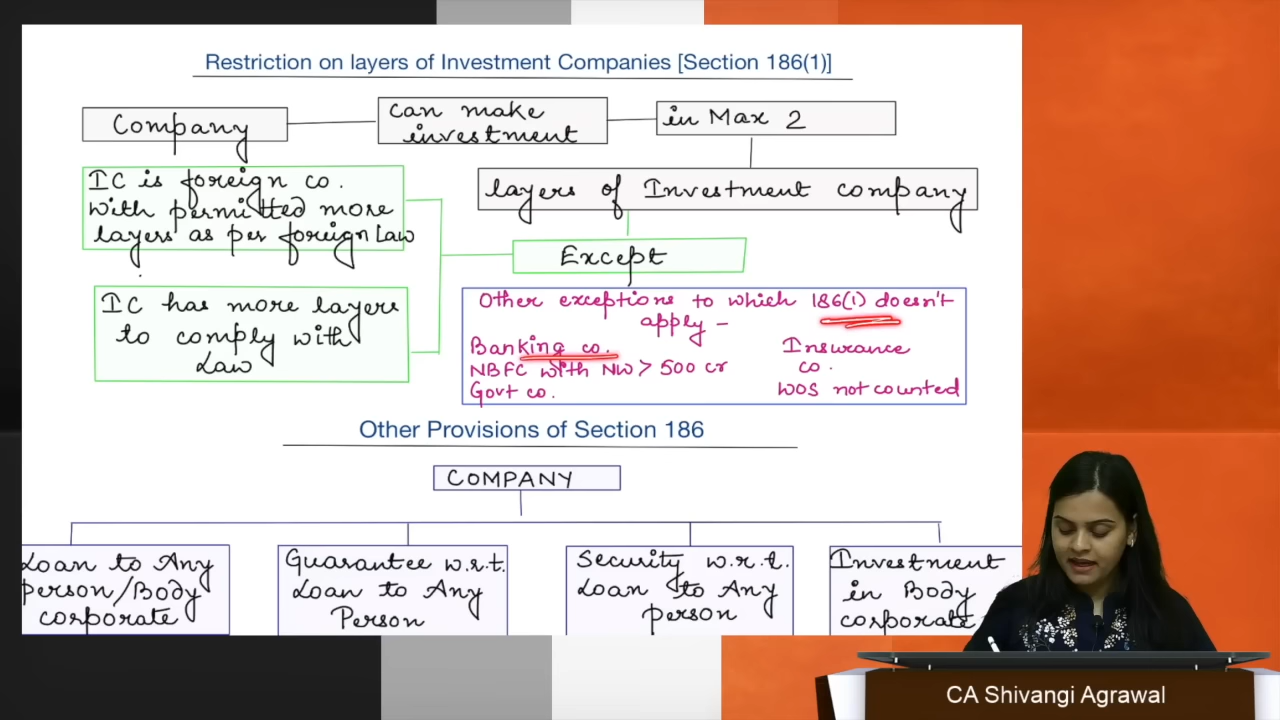 Restriction on layers of Investment Companies [Section 186(1)]
Company
can make
investment
in Max 2
layers of Investment company
IC is foreign co.
with permitted more
layers as per foreign Law
Except
IC has more layers
to comply with
Law
Other exceptions to which 186(1) doesn't
apply –
Banking co.
NBFC with NW > 500 cr
Govt co.
Insurance
co.
WOS not counted
Other Provisions of Section 186
COMPANY
Loan to Any
person/Body
corporate
Guarantee w.r.t.
Loan to Any
Person
Security w.r.t.
Loan to Any
person
Investment
in Body
corporate
CA Shivangi Agrawal